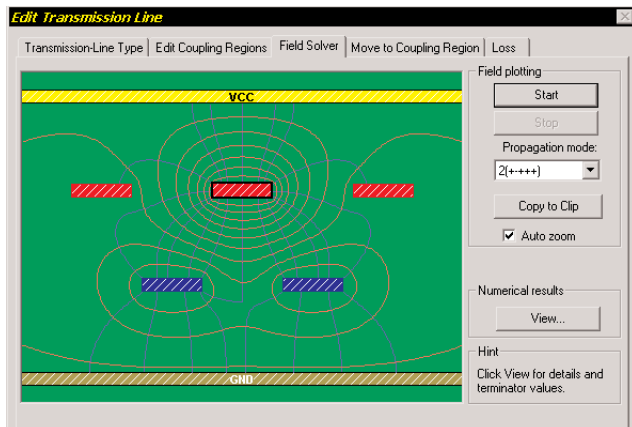 Edit Transmission Line
Transmission-Line Type
Edit Coupling Regions
Field Solver
Move to Coupling Region
Loss
VCC
GND
Field plotting
Start
Stop
Propagation mode:
2(+-+++)
Copy to Clip
Auto zoom
Numerical results
View...
Hint
Click View for details and
terminator values.